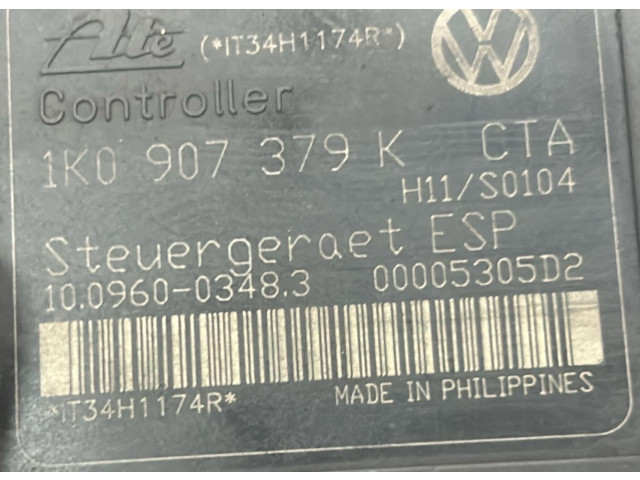 Ate (*IT34H1174R*)
Controller
1K0 907 379 K CTA
H11/S0104
Steuergeraet ESP
10.0960-0348.3 00005305D2
*IT34H1174R* MADE IN PHILIPPINES